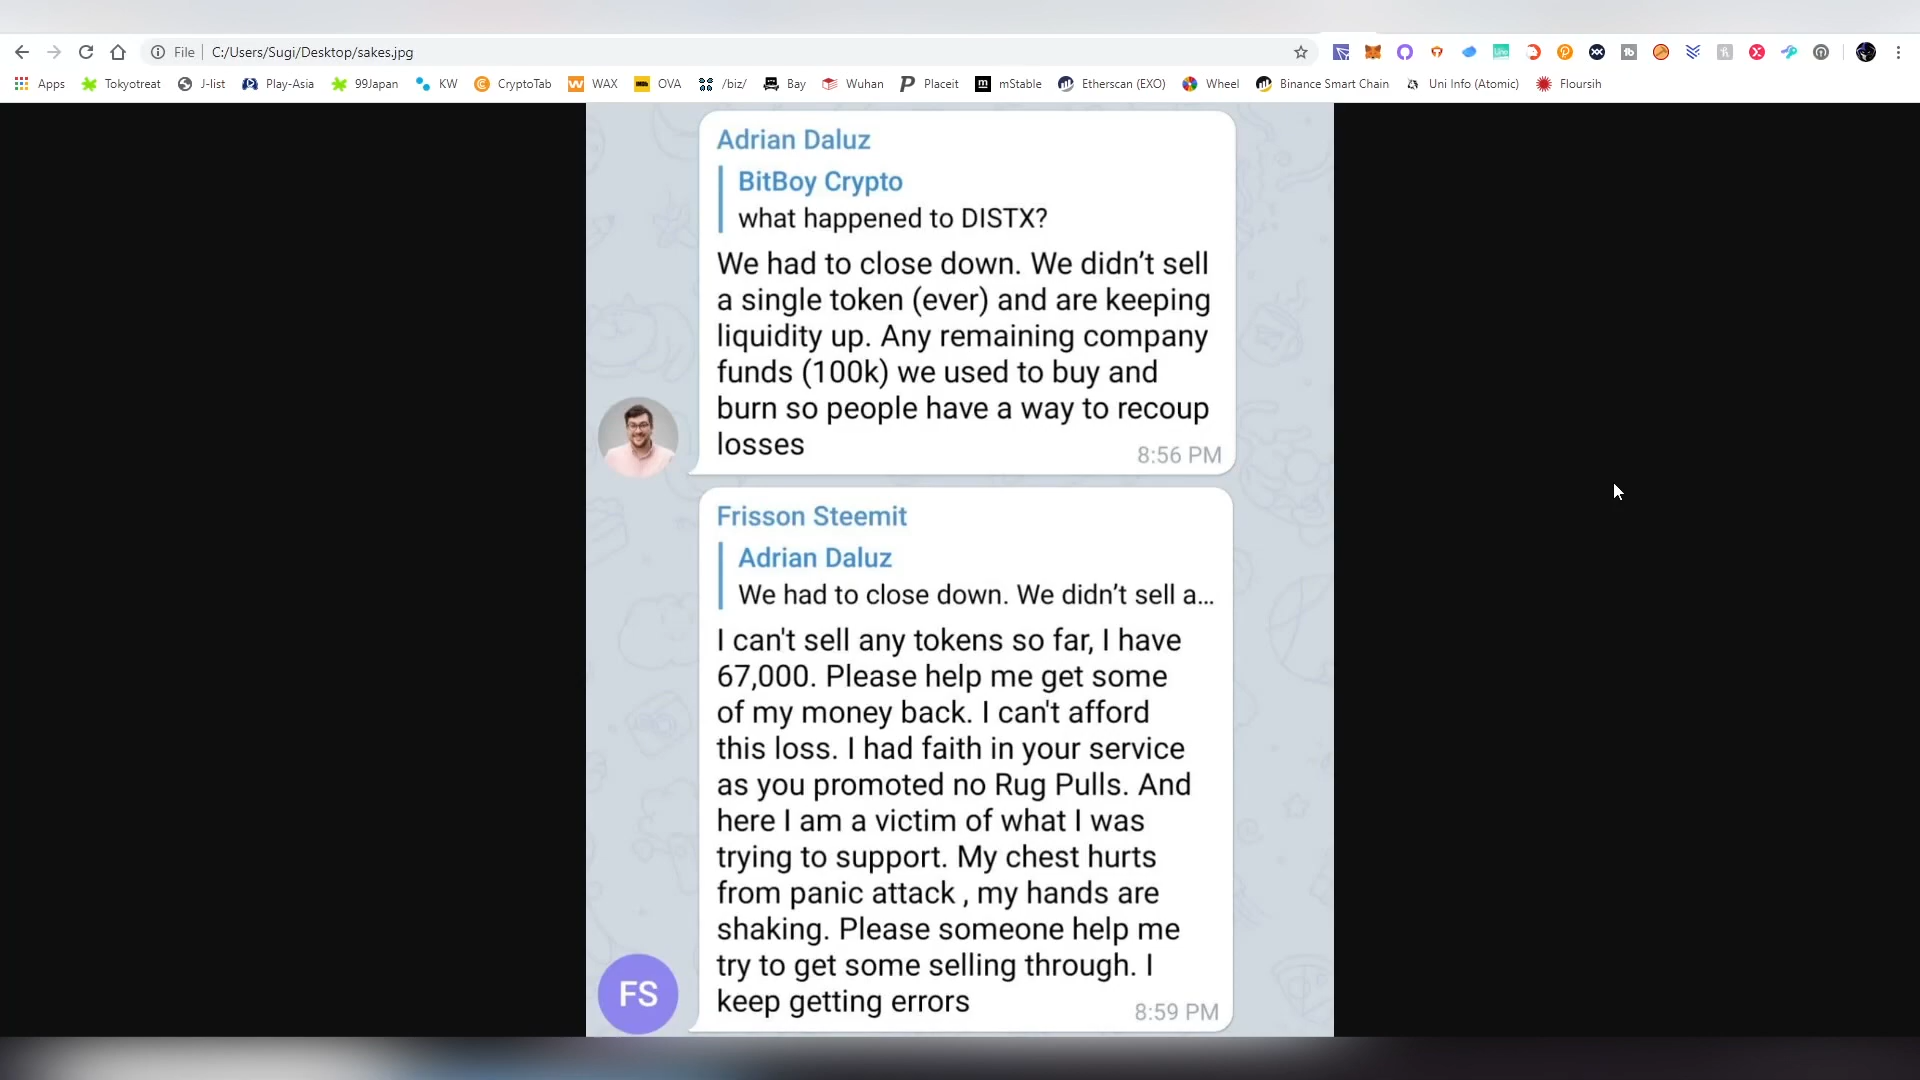 File | C:/Users/Sugi/Desktop/sakes.jpg
Apps Tokyotreat J-list Play-Asia 99Japan KW CryptoTab WAX OVA /biz/ Bay Wuhan Placeit mStable Etherscan (EXO) Wheel Binance Smart Chain Uni Info (Atomic) Floursih
Adrian Daluz
BitBoy Crypto
what happened to DISTX?
We had to close down. We didn’t sell
a single token (ever) and are keeping
liquidity up. Any remaining company
funds (100k) we used to buy and
burn so people have a way to recoup
losses
8:56 PM
Frisson Steemit
Adrian Daluz
We had to close down. We didn’t sell a...
I can't sell any tokens so far, I have
67,000. Please help me get some
of my money back. I can't afford
this loss. I had faith in your service
as you promoted no Rug Pulls. And
here I am a victim of what I was
trying to support. My chest hurts
from panic attack , my hands are
shaking. Please someone help me
try to get some selling through. I
keep getting errors
8:59 PM
FS